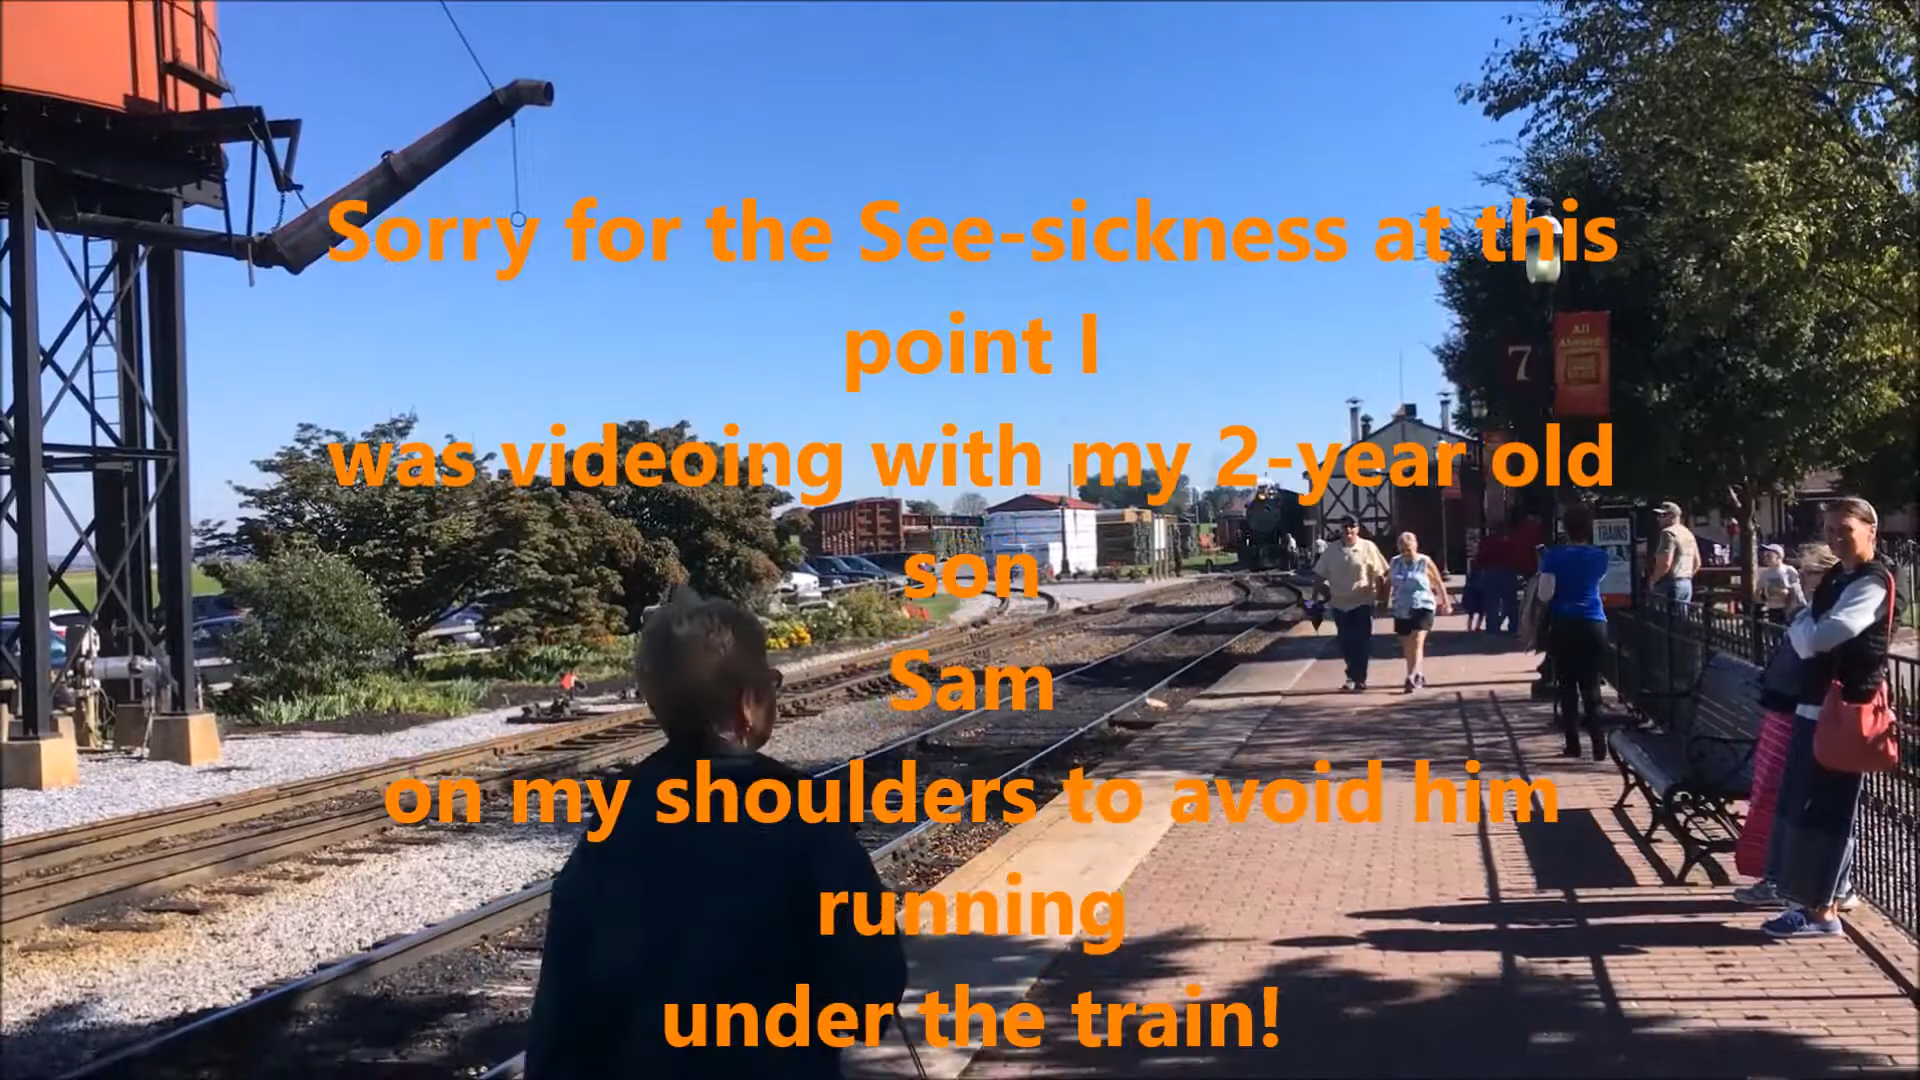 Sorry for the See-sickness at this
point I
was videoing with my 2-year old
son
Sam
on my shoulders to avoid him
running
under the train!
7
All
Aboard!
TRAINS